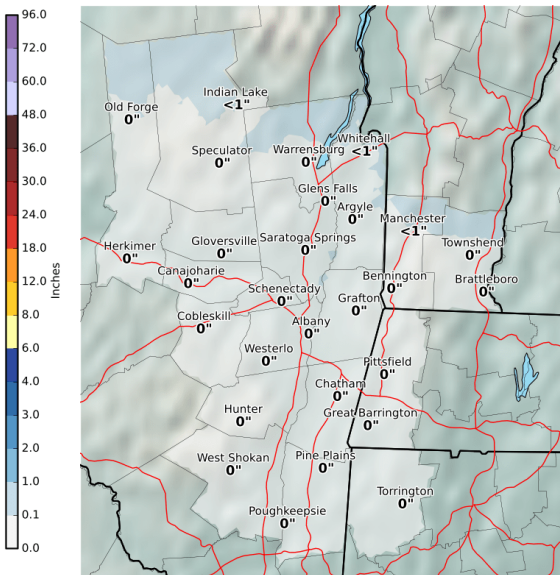 96.0
72.0
60.0
48.0
36.0
30.0
24.0
18.0
12.0
8.0
6.0
4.0
3.0
2.0
1.0
0.1
0.0
Inches
Indian Lake
<1"
Old Forge
0"
Whitehall
<1"
Speculator
0"
Warrensburg
0"
Glens Falls
0"
Argyle
0"
Manchester
<1"
Herkimer
0"
Gloversville
0"
Saratoga Springs
0"
Townshend
0"
Canajoharie
0"
Bennington
0"
Brattleboro
0"
Schenectady
0"
Grafton
0"
Cobleskill
0"
Albany
0"
Westerlo
0"
Pittsfield
0"
Chatham
0"
Hunter
0"
Great Barrington
0"
West Shokan
0"
Pine Plains
0"
Torrington
0"
Poughkeepsie
0"